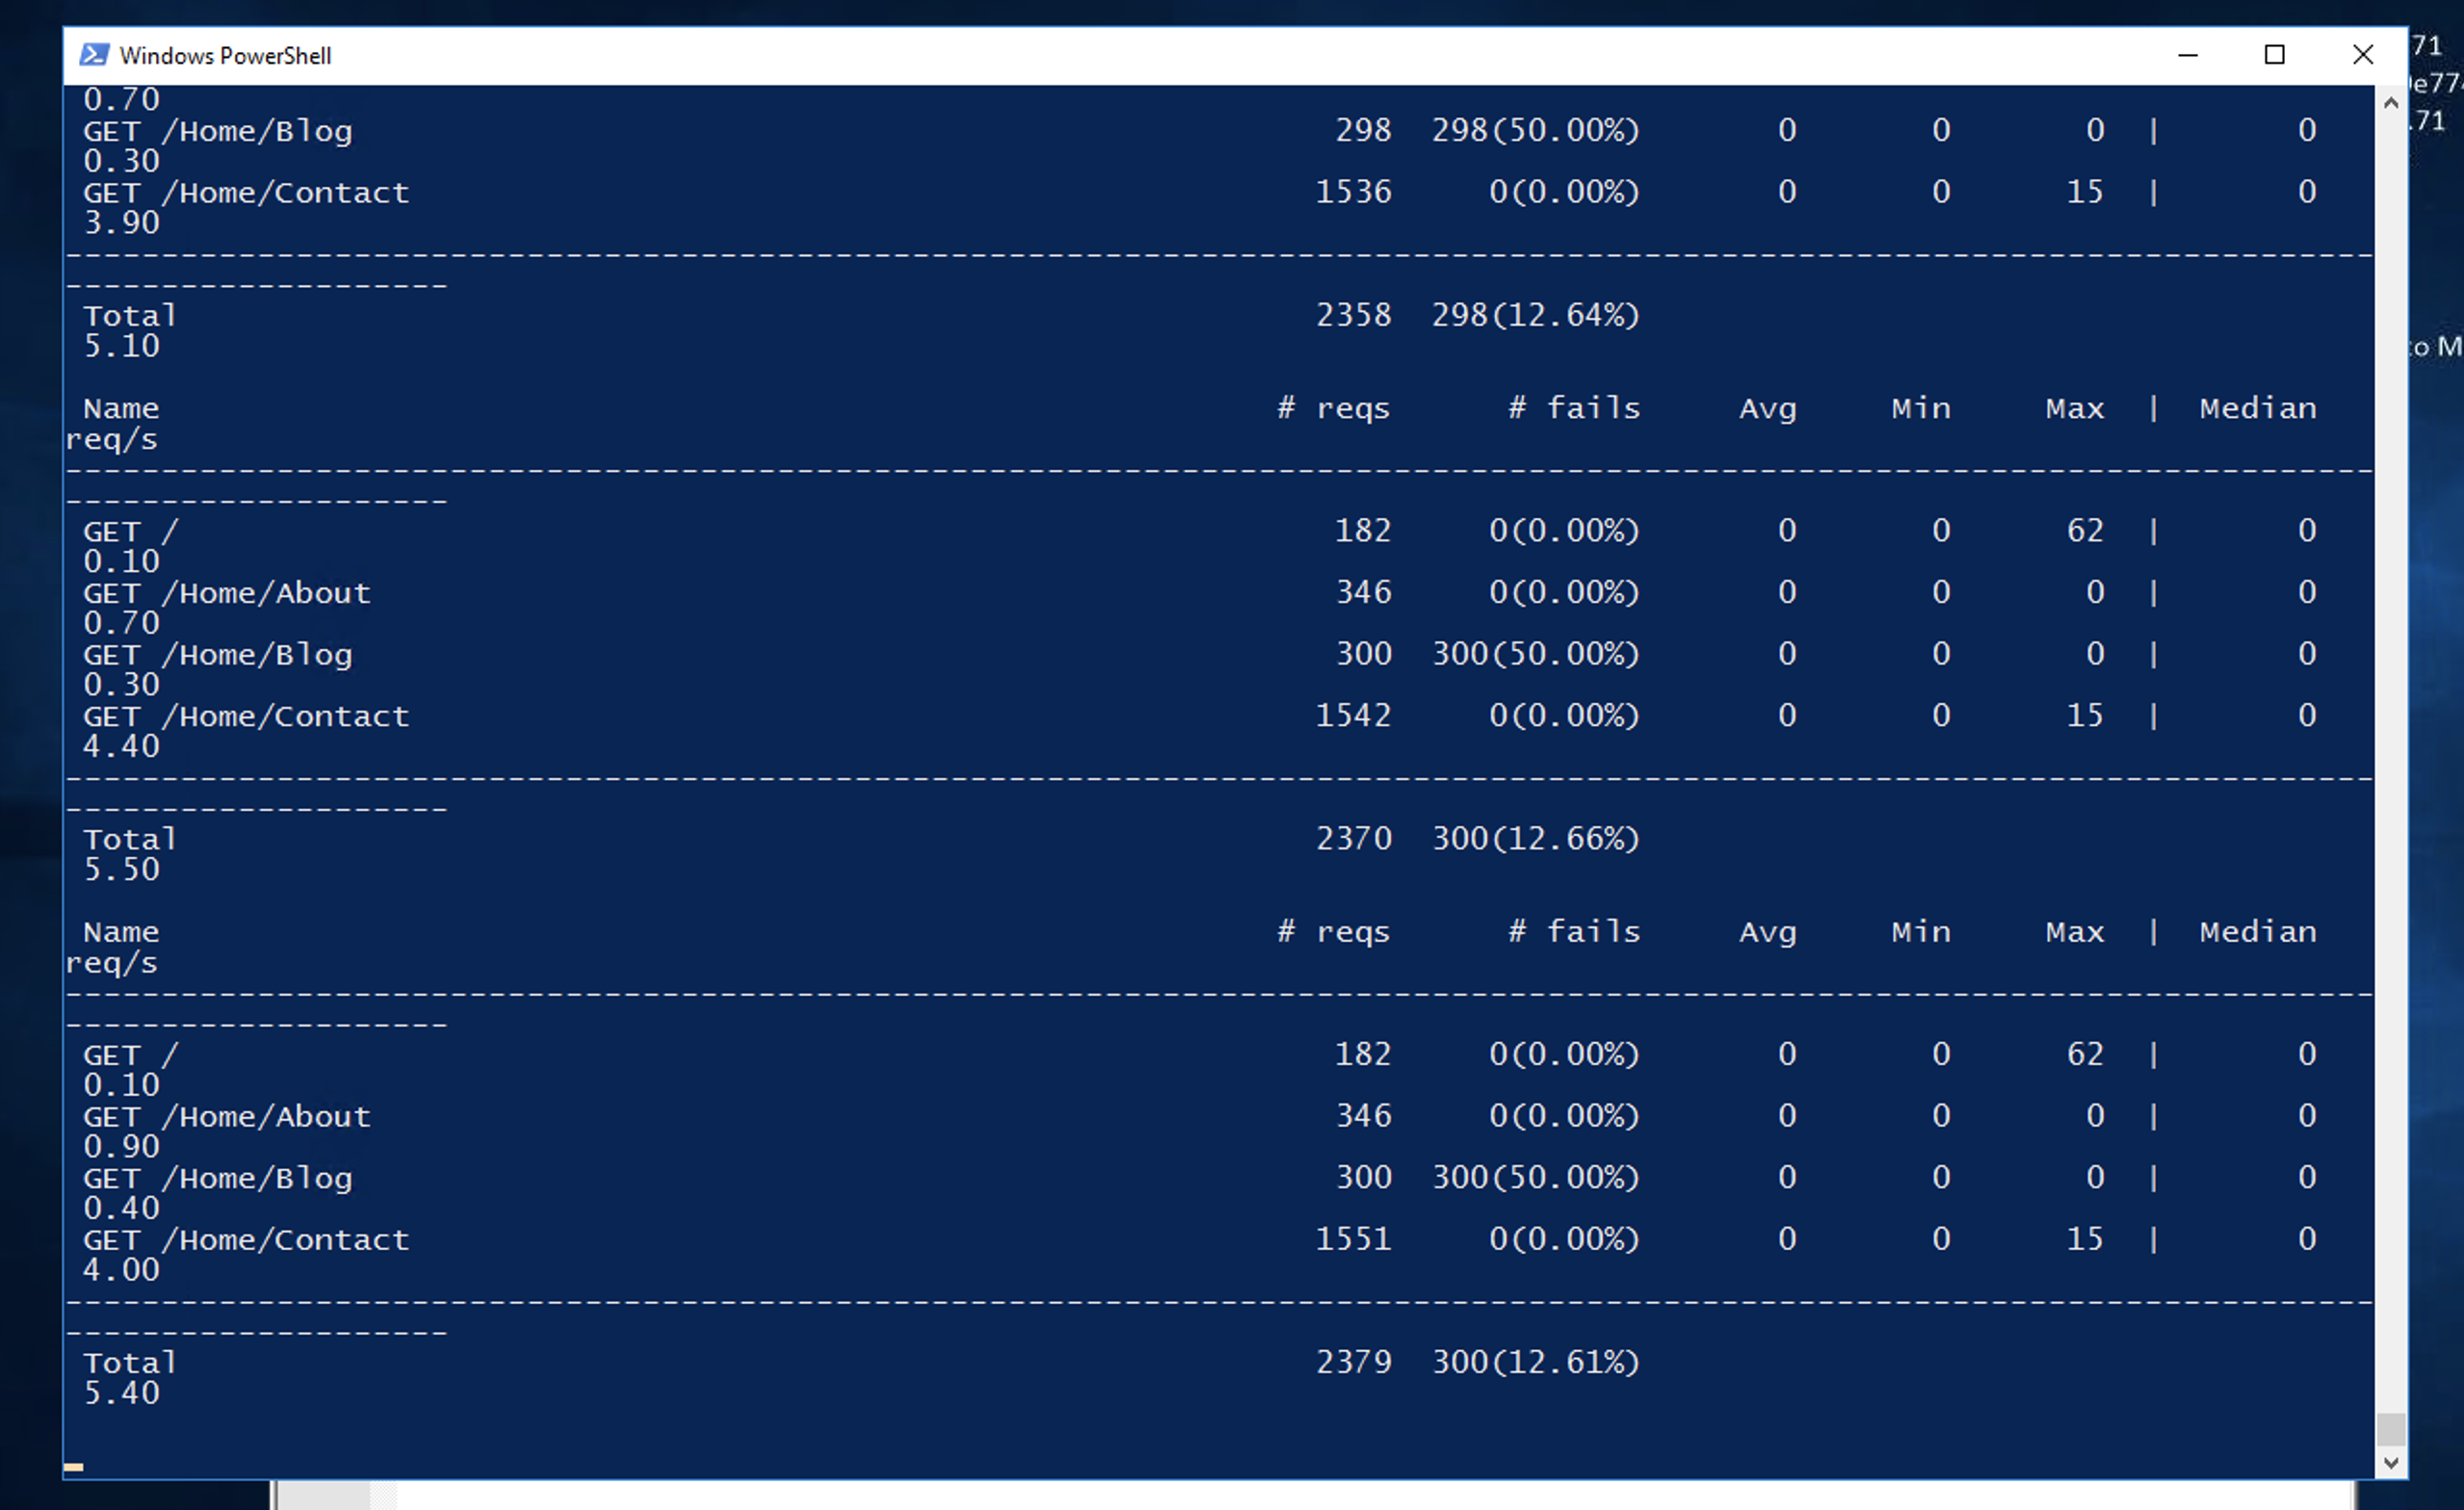 Windows PowerShell
71
e77
.71
to M
0.70
GET /Home/Blog 298 298(50.00%) 0 0 0 | 0
0.30
GET /Home/Contact 1536 0(0.00%) 0 0 15 | 0
3.90
------------------------------------------------------------------------------------------------------------------------
--------------------
Total 2358 298(12.64%)
5.10
Name # reqs # fails Avg Min Max | Median
req/s
------------------------------------------------------------------------------------------------------------------------
--------------------
GET / 182 0(0.00%) 0 0 62 | 0
0.10
GET /Home/About 346 0(0.00%) 0 0 0 | 0
0.70
GET /Home/Blog 300 300(50.00%) 0 0 0 | 0
0.30
GET /Home/Contact 1542 0(0.00%) 0 0 15 | 0
4.40
------------------------------------------------------------------------------------------------------------------------
--------------------
Total 2370 300(12.66%)
5.50
Name # reqs # fails Avg Min Max | Median
req/s
------------------------------------------------------------------------------------------------------------------------
--------------------
GET / 182 0(0.00%) 0 0 62 | 0
0.10
GET /Home/About 346 0(0.00%) 0 0 0 | 0
0.90
GET /Home/Blog 300 300(50.00%) 0 0 0 | 0
0.40
GET /Home/Contact 1551 0(0.00%) 0 0 15 | 0
4.00
------------------------------------------------------------------------------------------------------------------------
--------------------
Total 2379 300(12.61%)
5.40